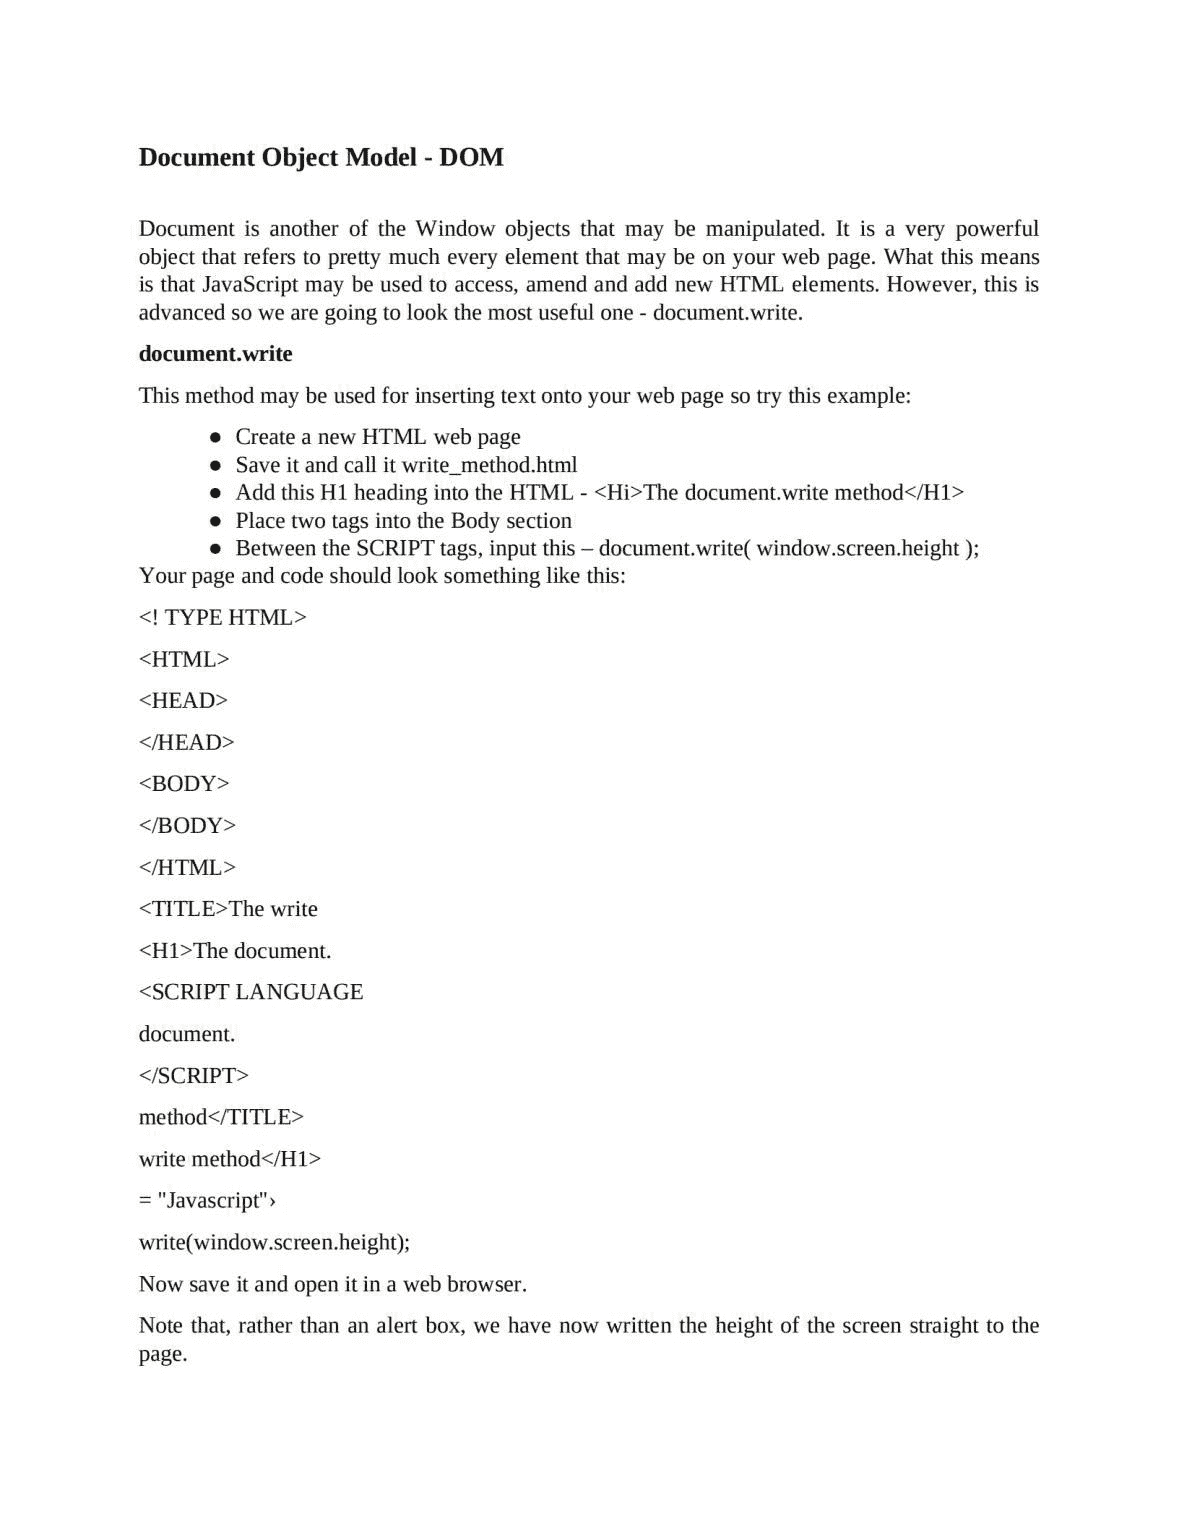 Document Object Model - DOM
Document is another of the Window objects that may be manipulated. It is a very powerful
object that refers to pretty much every element that may be on your web page. What this means
is that JavaScript may be used to access, amend and add new HTML elements. However, this is
advanced so we are going to look the most useful one - document.write.
document.write
This method may be used for inserting text onto your web page so try this example:
● Create a new HTML web page
● Save it and call it write_method.html
● Add this H1 heading into the HTML - <Hi>The document.write method</H1>
● Place two tags into the Body section
● Between the SCRIPT tags, input this – document.write( window.screen.height );
Your page and code should look something like this:
<! TYPE HTML>
<HTML>
<HEAD>
</HEAD>
<BODY>
</BODY>
</HTML>
<TITLE>The write
<H1>The document.
<SCRIPT LANGUAGE
document.
</SCRIPT>
method</TITLE>
write method</H1>
= "Javascript"›
write(window.screen.height);
Now save it and open it in a web browser.
Note that, rather than an alert box, we have now written the height of the screen straight to the
page.